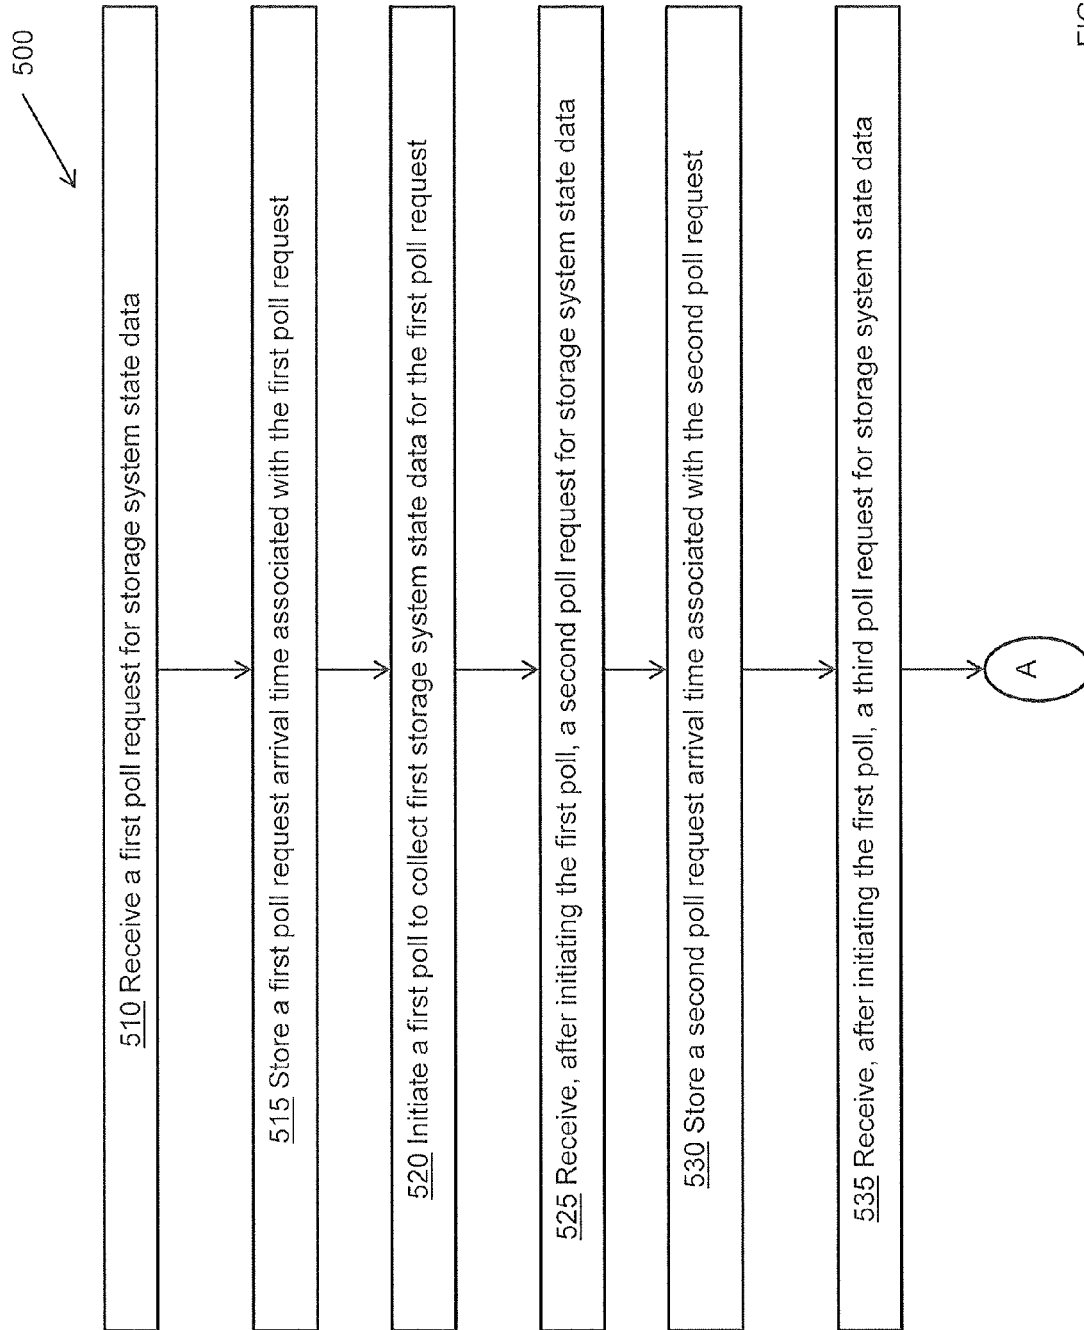 500
510 Receive a first poll request for storage system state data
515 Store a first poll request arrival time associated with the first poll request
520 Initiate a first poll to collect first storage system state data for the first poll request
525 Receive, after initiating the first poll, a second poll request for storage system state data
530 Store a second poll request arrival time associated with the second poll request
535 Receive, after initiating the first poll, a third poll request for storage system state data
A